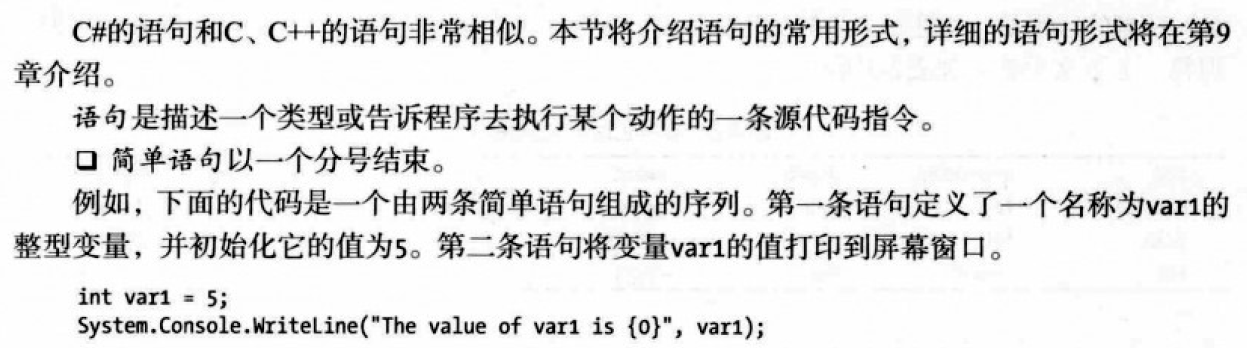 C#的语句和C、C++的语句非常相似。本节将介绍语句的常用形式，详细的语句形式将在第9
章介绍。
语句是描述一个类型或告诉程序去执行某个动作的一条源代码指令。
❑ 简单语句以一个分号结束。
例如，下面的代码是一个由两条简单语句组成的序列。第一条语句定义了一个名称为var1的
整型变量，并初始化它的值为5。第二条语句将变量var1的值打印到屏幕窗口。
int var1 = 5;
System.Console.WriteLine("The value of var1 is {0}", var1);